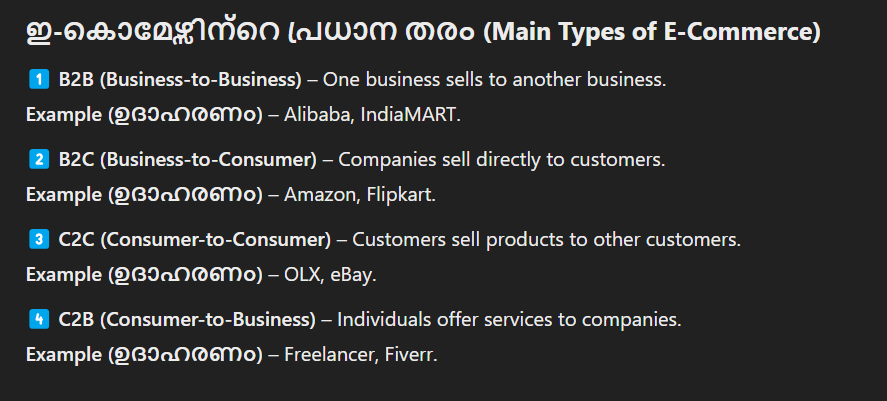 ഇ-കൊമേഴ്സിന്റെ പ്രധാന തരം (Main Types of E-Commerce)
1️⃣ B2B (Business-to-Business) – One business sells to another business.
Example (ഉദാഹരണം) – Alibaba, IndiaMART.
2️⃣ B2C (Business-to-Consumer) – Companies sell directly to customers.
Example (ഉദാഹരണം) – Amazon, Flipkart.
3️⃣ C2C (Consumer-to-Consumer) – Customers sell products to other customers.
Example (ഉദാഹരണം) – OLX, eBay.
4️⃣ C2B (Consumer-to-Business) – Individuals offer services to companies.
Example (ഉദാഹരണം) – Freelancer, Fiverr.